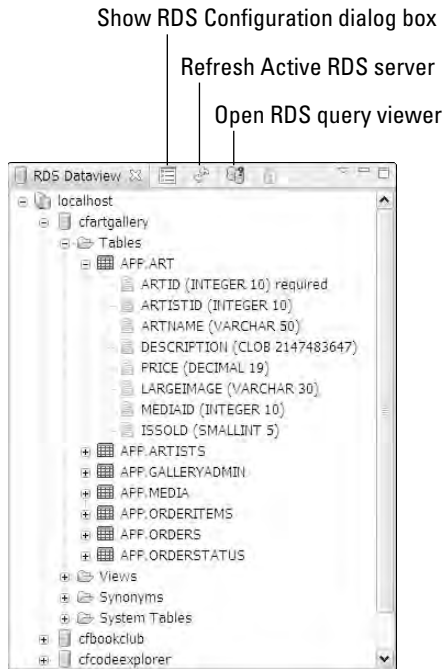 Show RDS Configuration dialog box
Refresh Active RDS server
Open RDS query viewer
RDS Dataview
localhost
cfartgallery
Tables
APP.ART
ARTID (INTEGER 10) required
ARTISTID (INTEGER 10)
ARTNAME (VARCHAR 50)
DESCRIPTION (CLOB 2147483647)
PRICE (DECIMAL 19)
LARGEIMAGE (VARCHAR 30)
MEDIAID (INTEGER 10)
ISSOLD (SMALLINT 5)
APP.ARTISTS
APP.GALLERYADMIN
APP.MEDIA
APP.ORDERITEMS
APP.ORDERS
APP.ORDERSTATUS
Views
Synonyms
System Tables
cfbookclub
cfcodeexplorer